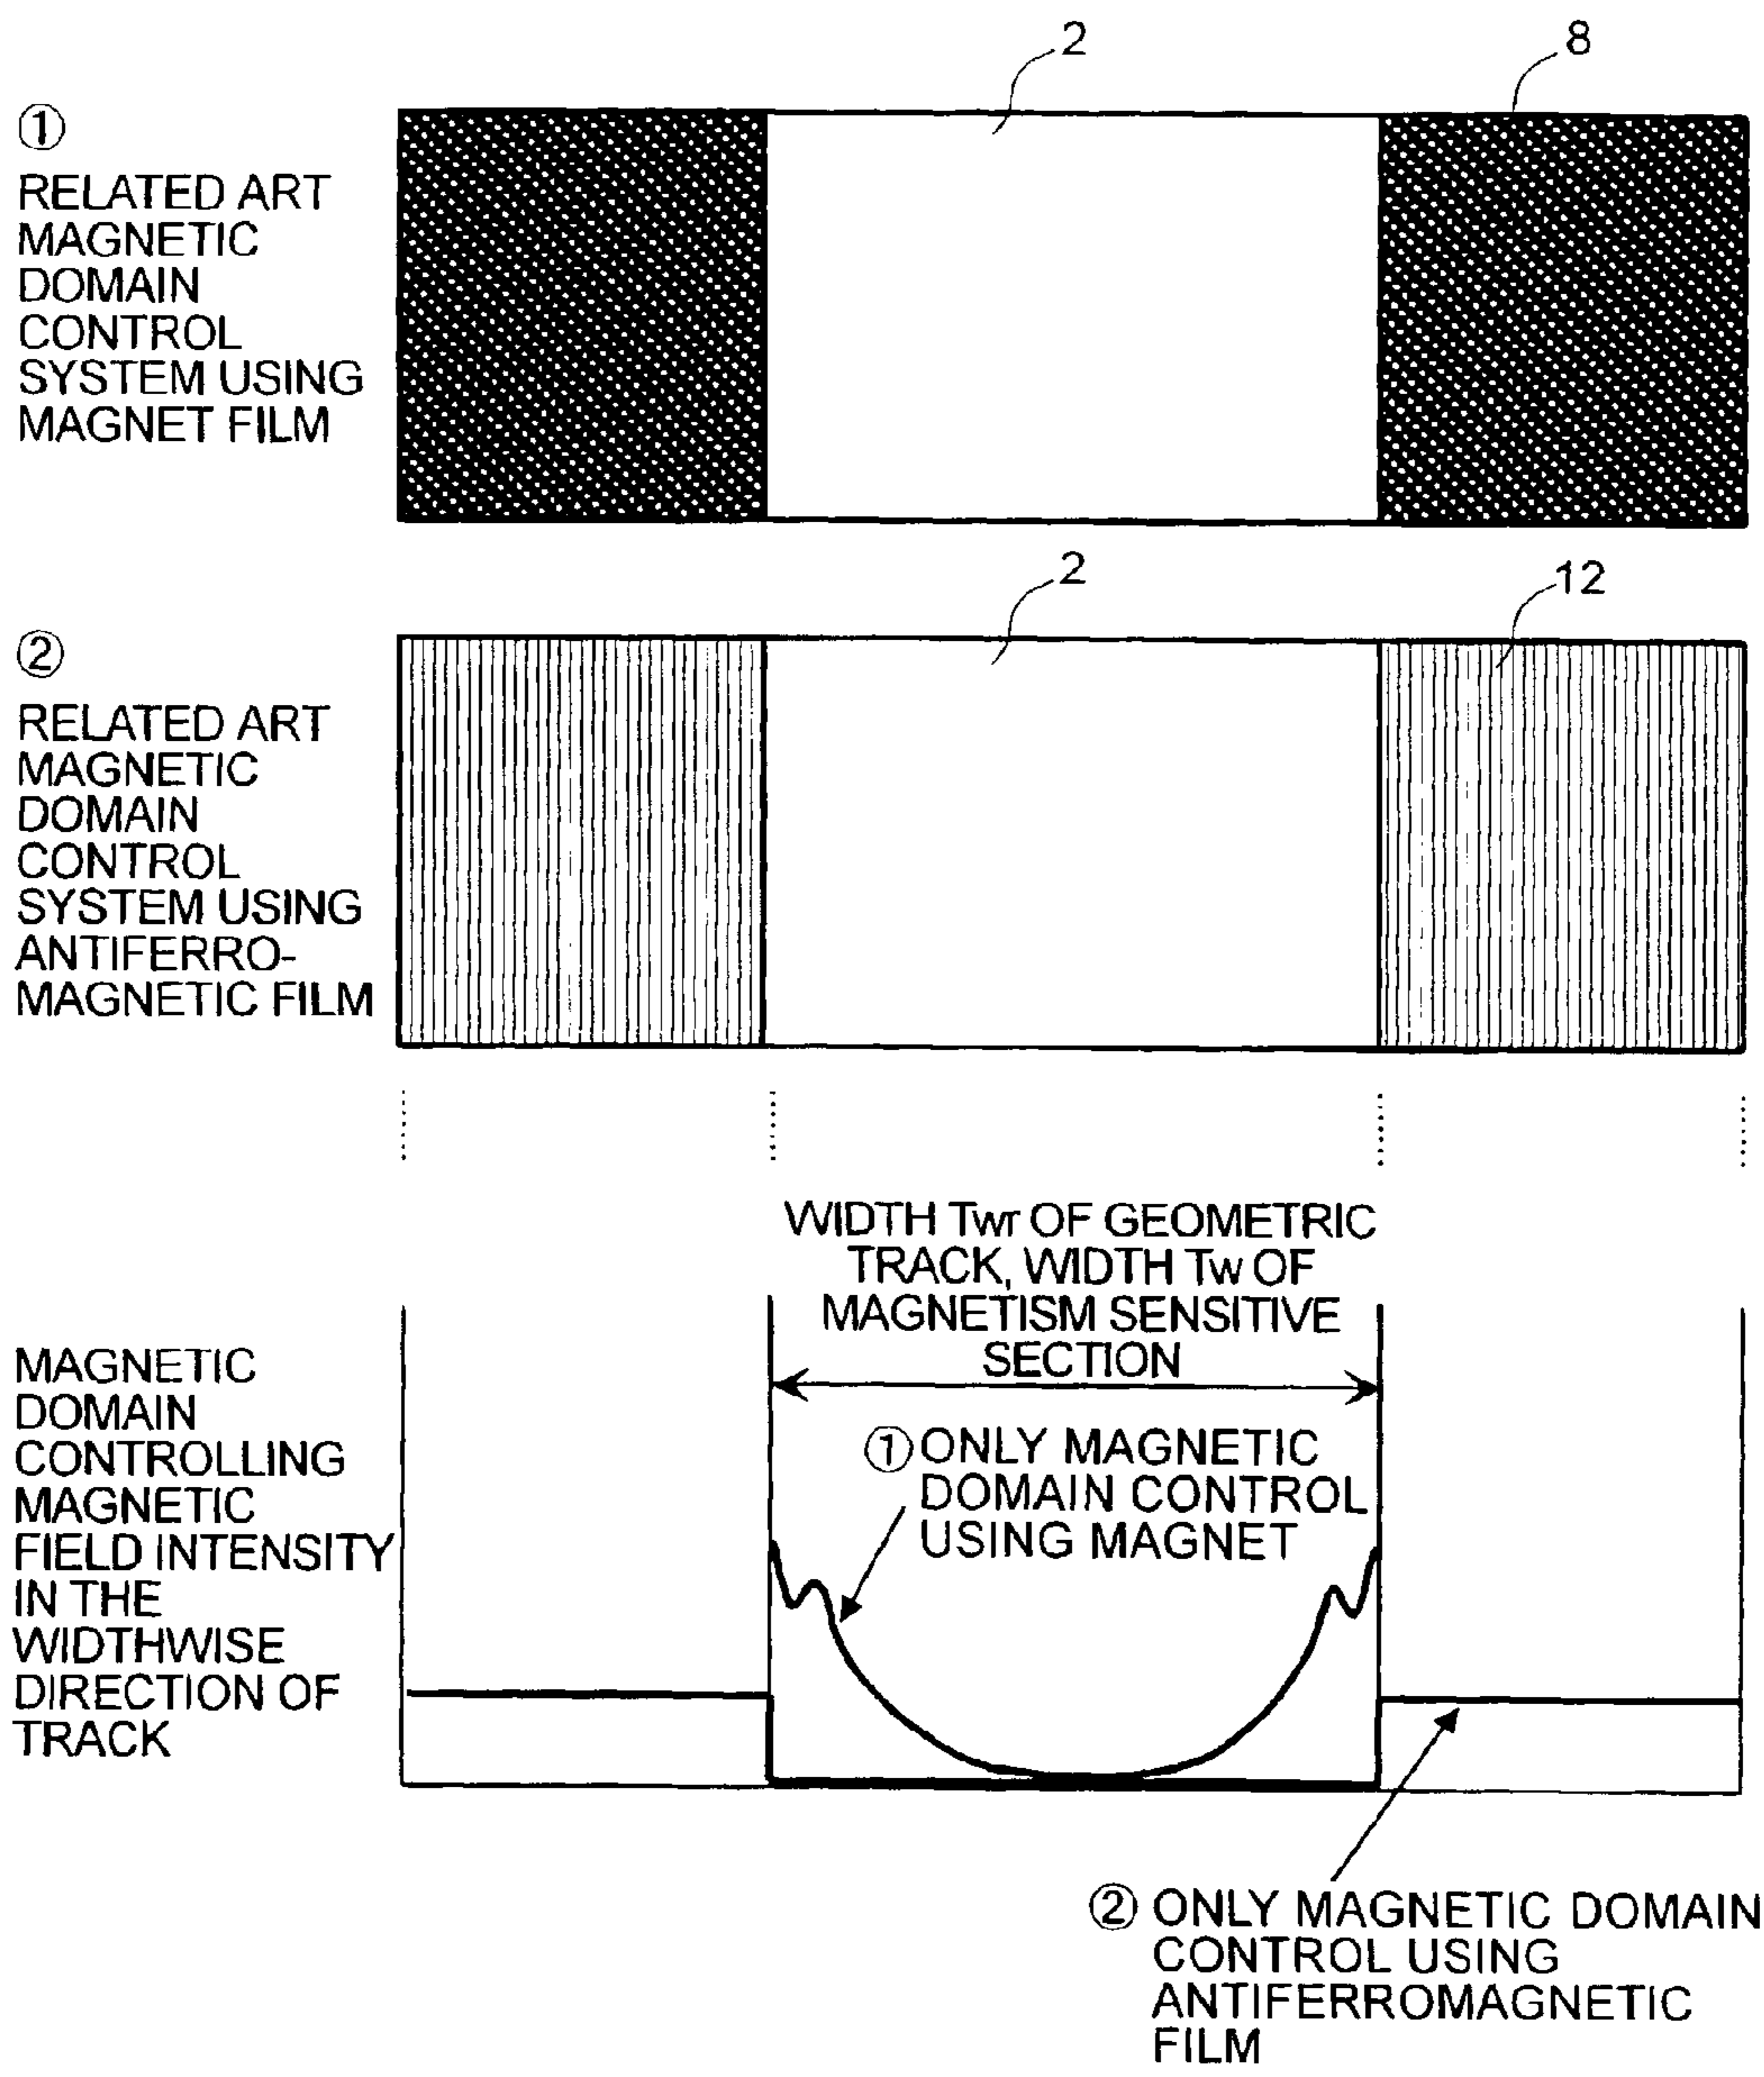 2
8
①
RELATED ART
MAGNETIC
DOMAIN
CONTROL
SYSTEM USING
MAGNET FILM
2
12
②
RELATED ART
MAGNETIC
DOMAIN
CONTROL
SYSTEM USING
ANTIFERRO-
MAGNETIC FILM
WIDTH Twr OF GEOMETRIC
TRACK, WIDTH Tw OF
MAGNETISM SENSITIVE
SECTION
MAGNETIC
DOMAIN
CONTROLLING
MAGNETIC
FIELD INTENSITY
IN THE
WIDTHWISE
DIRECTION OF
TRACK
① ONLY MAGNETIC
DOMAIN CONTROL
USING MAGNET
② ONLY MAGNETIC DOMAIN
CONTROL USING
ANTIFERROMAGNETIC
FILM